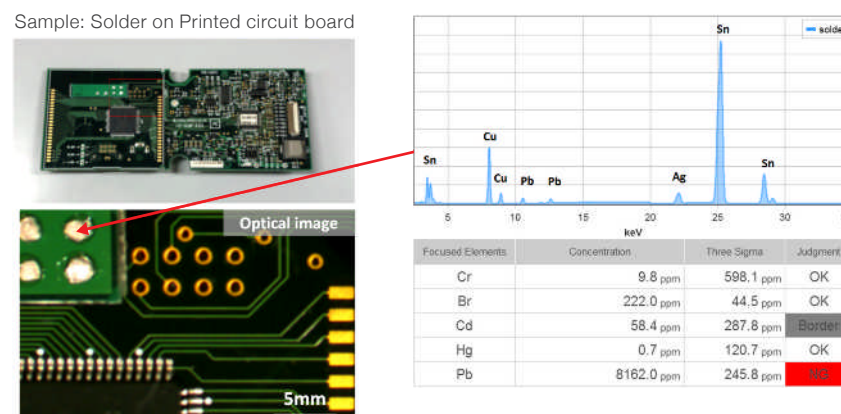 Sample: Solder on Printed circuit board
Optical image
5mm
Sn
Sn
Cu
Cu
Pb
Pb
Ag
Sn
5
10
15
20
25
30
keV
Focused Elements Concentration Three Sigma Judgment
Cr 9.8 ppm 598.1 ppm OK
Br 222.0 ppm 44.5 ppm OK
Cd 58.4 ppm 287.8 ppm Border
Hg 0.7 ppm 120.7 ppm OK
Pb 8162.0 ppm 245.8 ppm NG